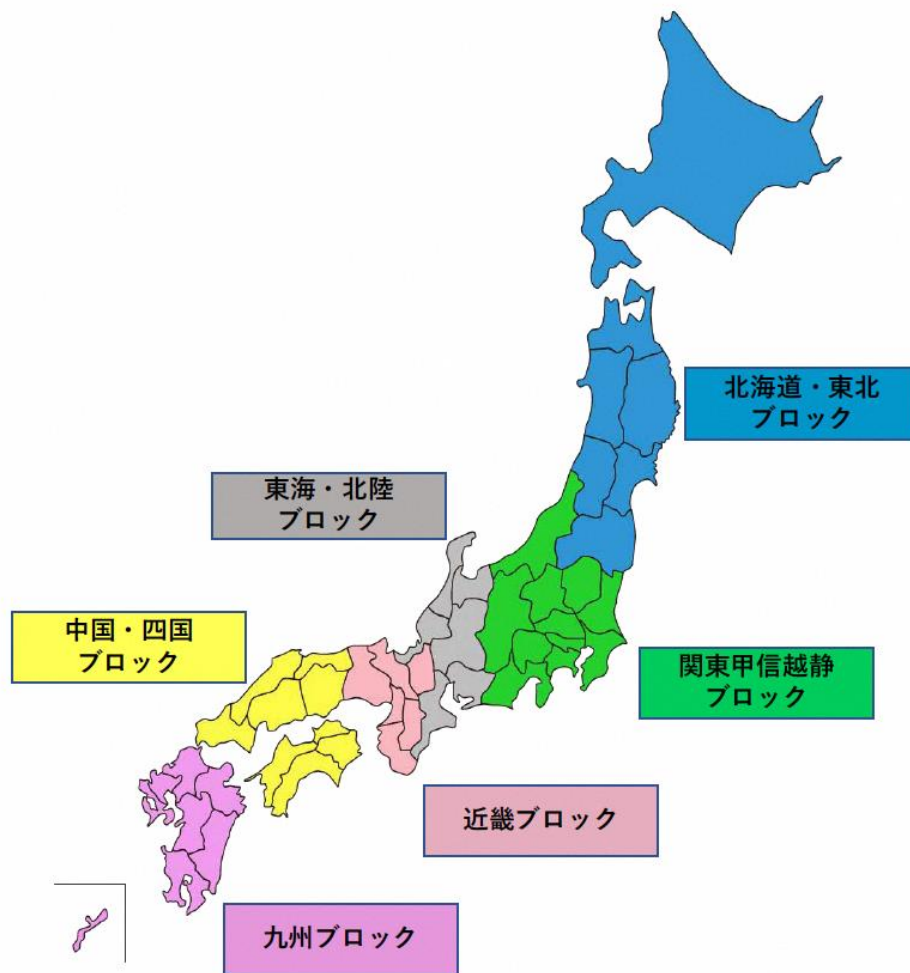 北海道・東北
ブロック
東海・北陸
ブロック
中国・四国
ブロック
関東甲信越静
ブロック
近畿ブロック
九州ブロック